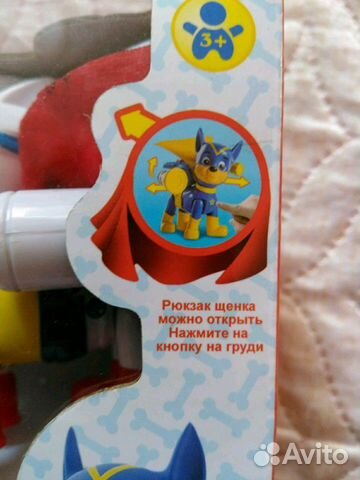 3+
Рюкзак щенка
можно открыть
Нажмите на
кнопку на груди
Avito